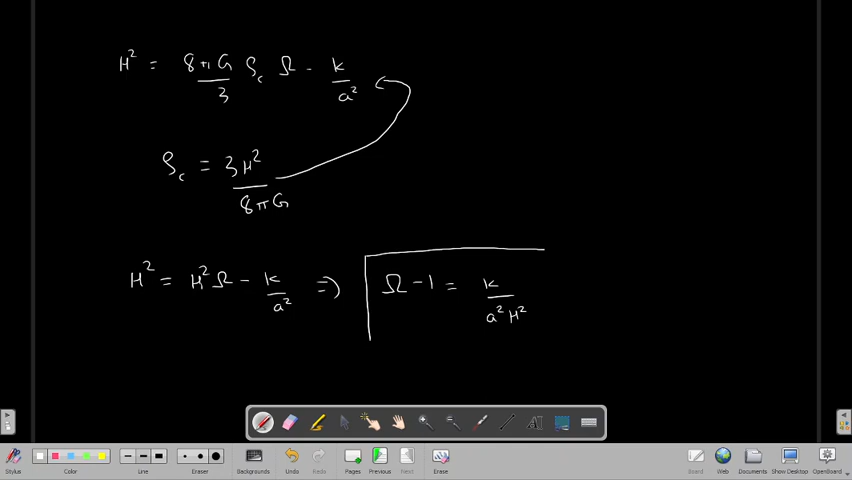 H² = 8πG/3 ρc Ω - k/a²
ρc = 3H²/8πG
H² = H²Ω - k/a² => Ω - 1 = k/a²H²
Stylus Color Line Eraser Backgrounds Undo Redo Pages Previous Next Erase Board Web Documents Show Desktop OpenBoard